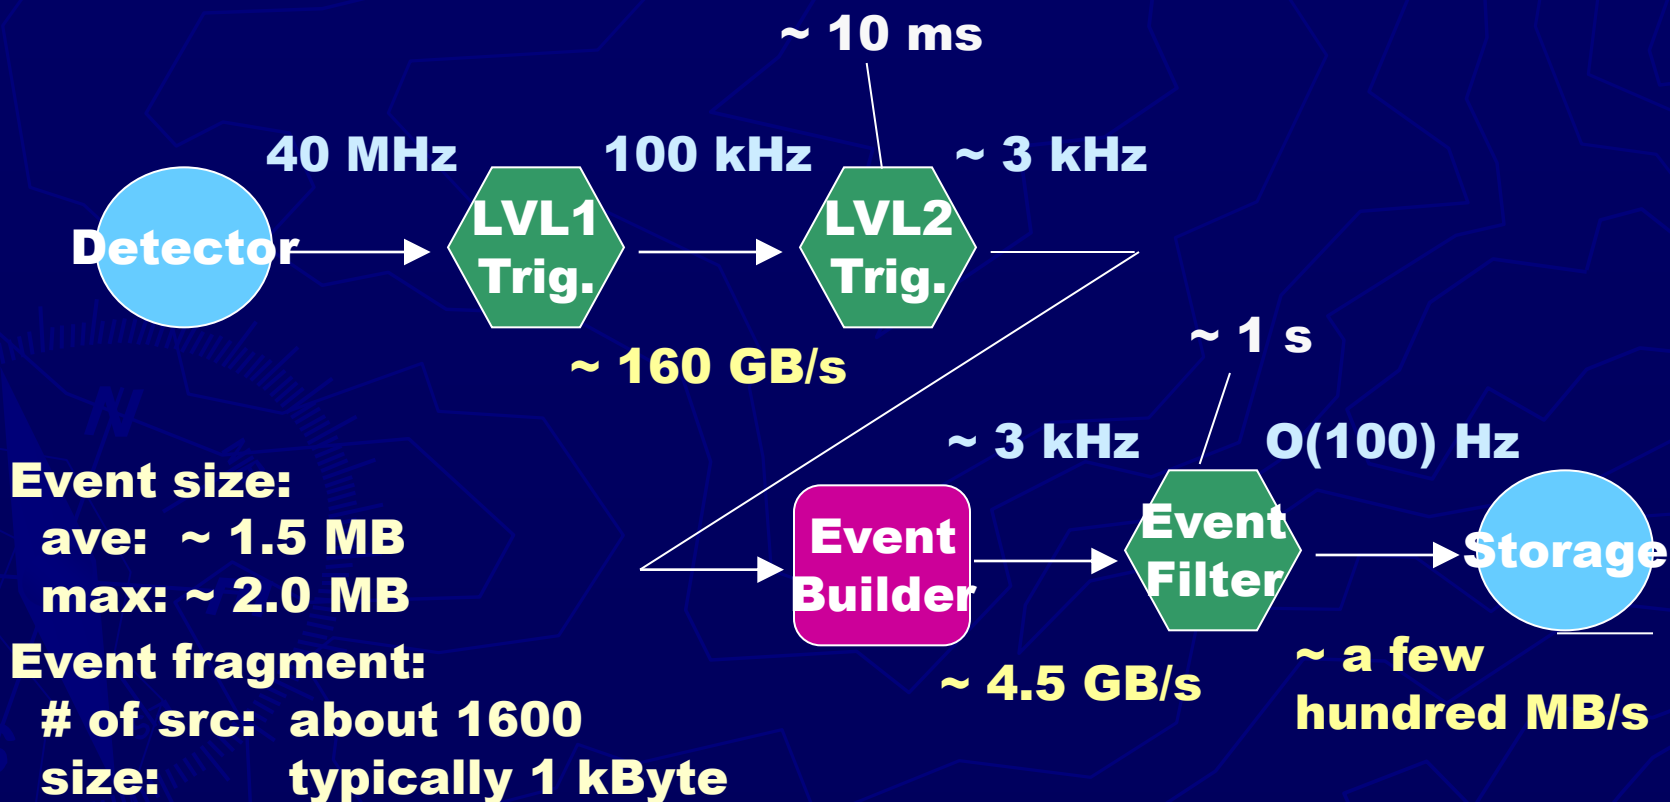 ~ 10 ms
40 MHz
100 kHz
~ 3 kHz
Detector
LVL1
Trig.
LVL2
Trig.
~ 160 GB/s
~ 1 s
~ 3 kHz
O(100) Hz
Event
Builder
Event
Filter
Storage
~ 4.5 GB/s
~ a few
hundred MB/s
Event size:
ave: ~ 1.5 MB
max: ~ 2.0 MB
Event fragment:
# of src: about 1600
size: typically 1 kByte
N